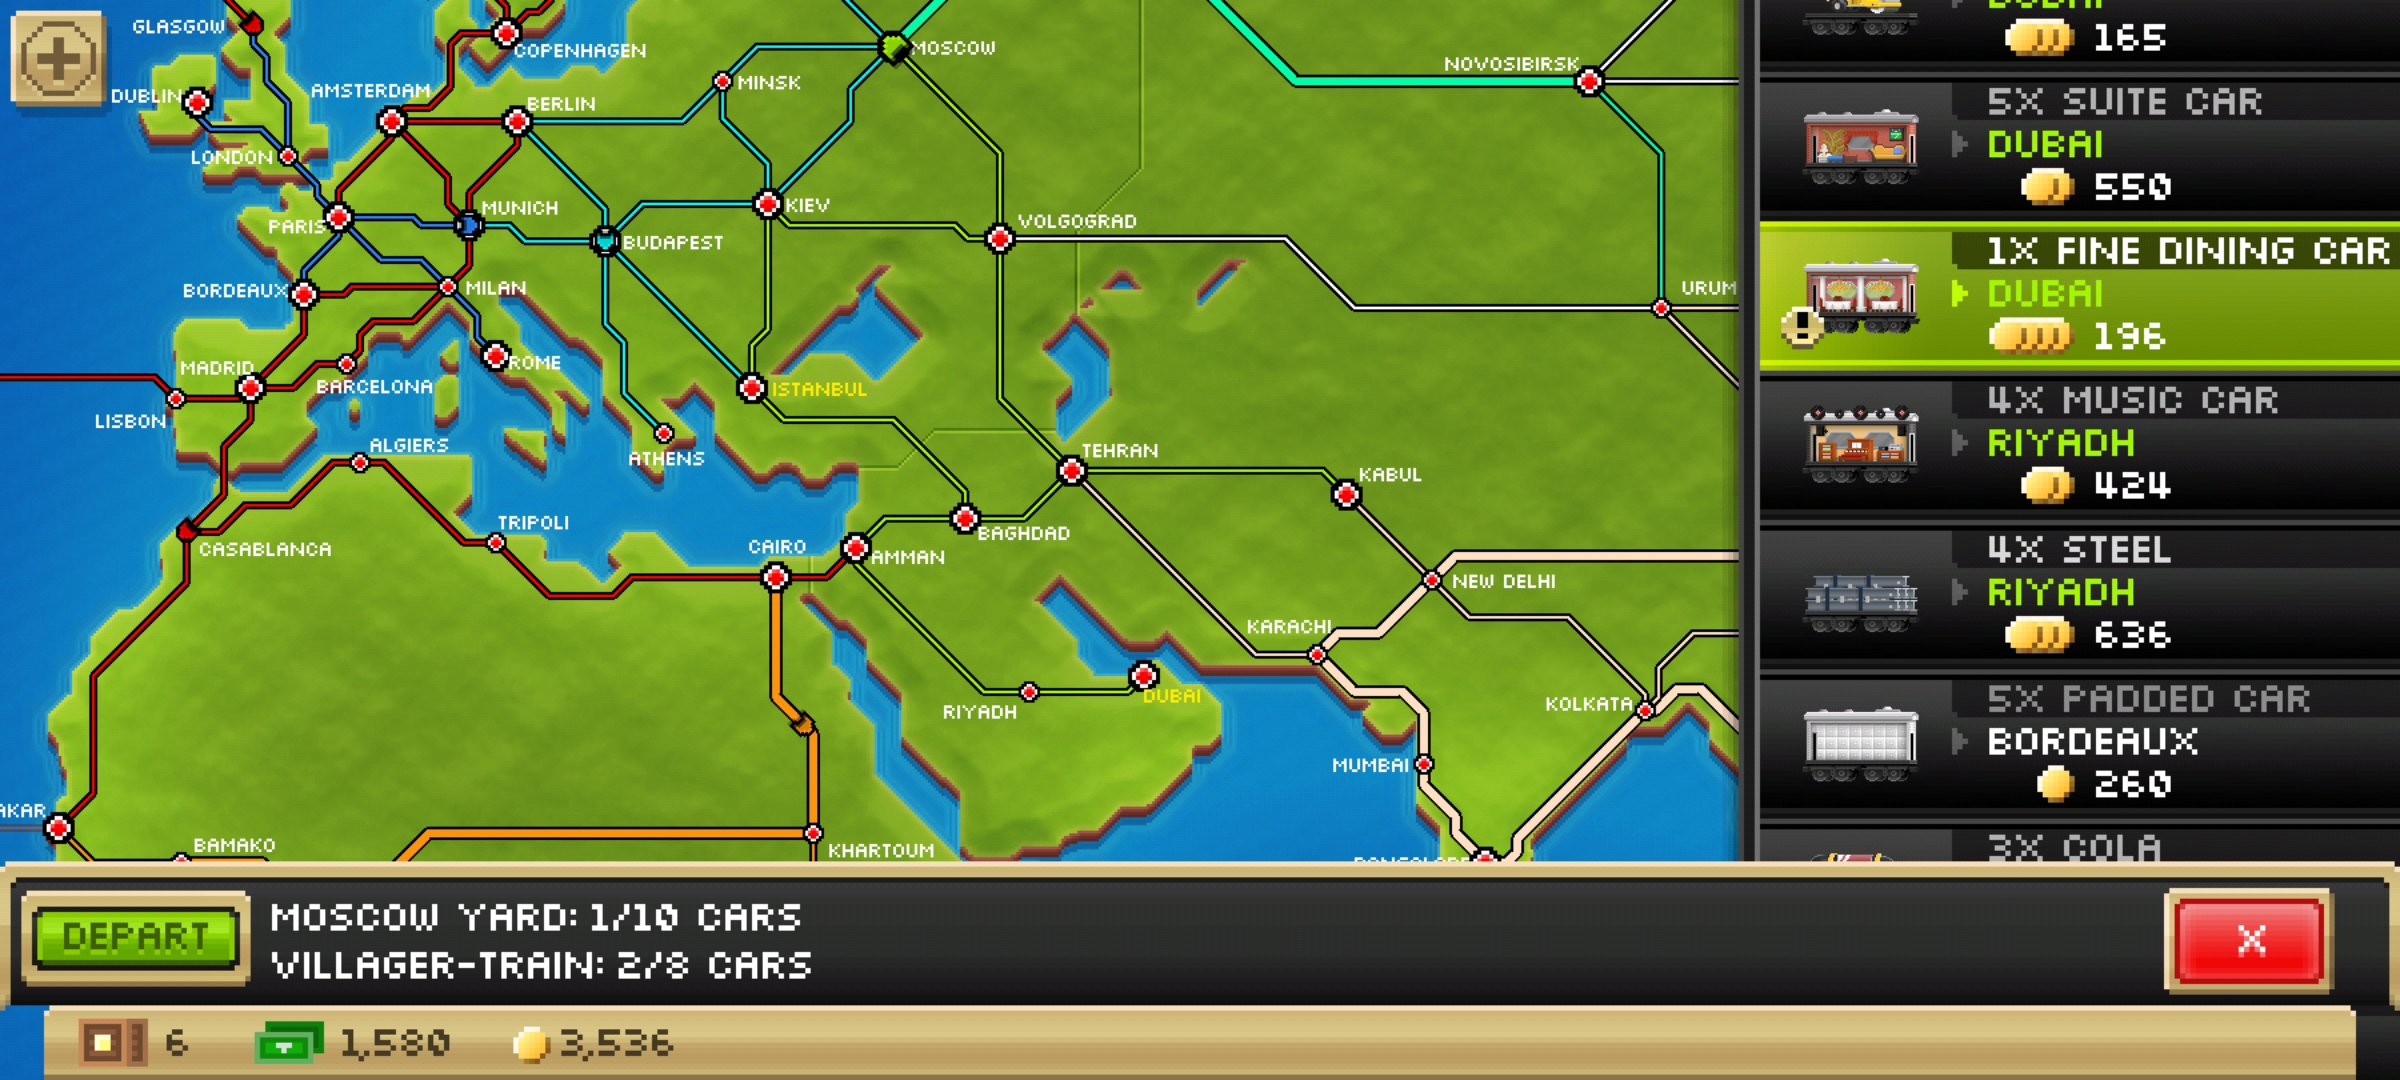 GLASGOW
COPENHAGEN
MOSCOW
NOVOSIBIRSK
DUBLIN
AMSTERDAM
BERLIN
MINSK
LONDON
PARIS
MUNICH
BUDAPEST
KIEV
VOLGOGRAD
BORDEAUX
MILAN
URUM
MADRID
BARCELONA
ROME
ISTANBUL
LISBON
ALGIERS
ATHENS
TEHRAN
KABUL
TRIPOLI
CASABLANCA
CAIRO
AMMAN
BAGHDAD
NEW DELHI
KARACHI
RIYADH
DUBAI
KOLKATA
MUMBAI
AKAR
BAMAKO
KHARTOUM
DUBAI
165
5X SUITE CAR
DUBAI
550
1X FINE DINING CAR
DUBAI
196
4X MUSIC CAR
RIYADH
424
4X STEEL
RIYADH
636
5X PADDED CAR
BORDEAUX
260
3X COLA
DEPART
MOSCOW YARD: 1/10 CARS
VILLAGER-TRAIN: 2/8 CARS
X
6
1,580
3,536